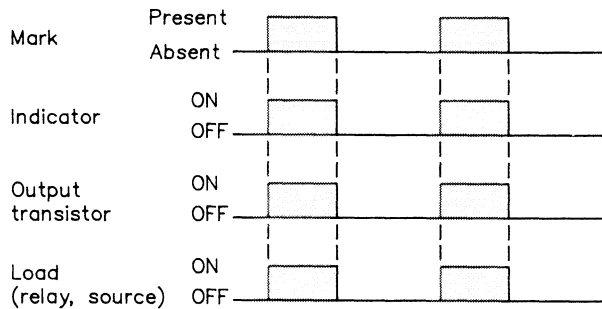 Mark
Present
Absent
Indicator
ON
OFF
Output
transistor
ON
OFF
Load
(relay, source)
ON
OFF